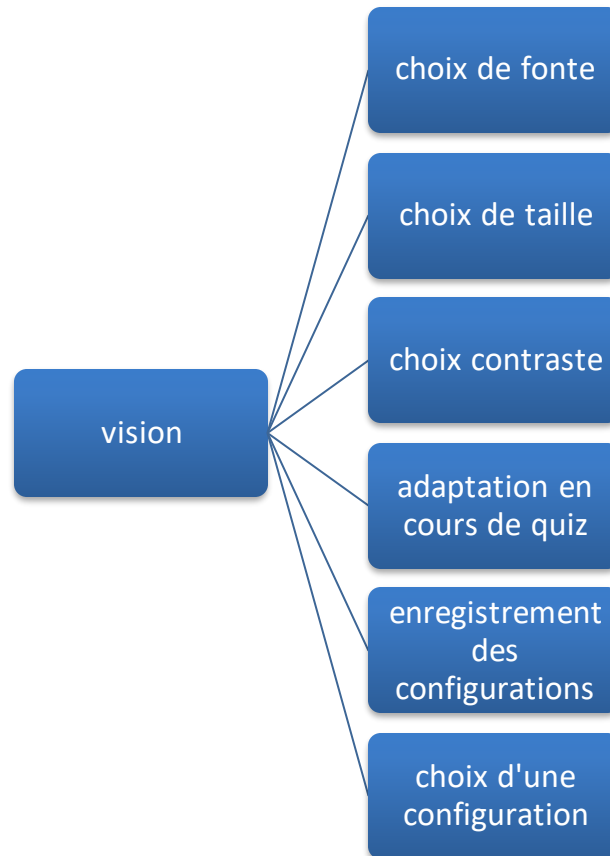 choix de fonte
choix de taille
choix contraste
vision
adaptation en
cours de quiz
enregistrement
des
configurations
choix d'une
configuration